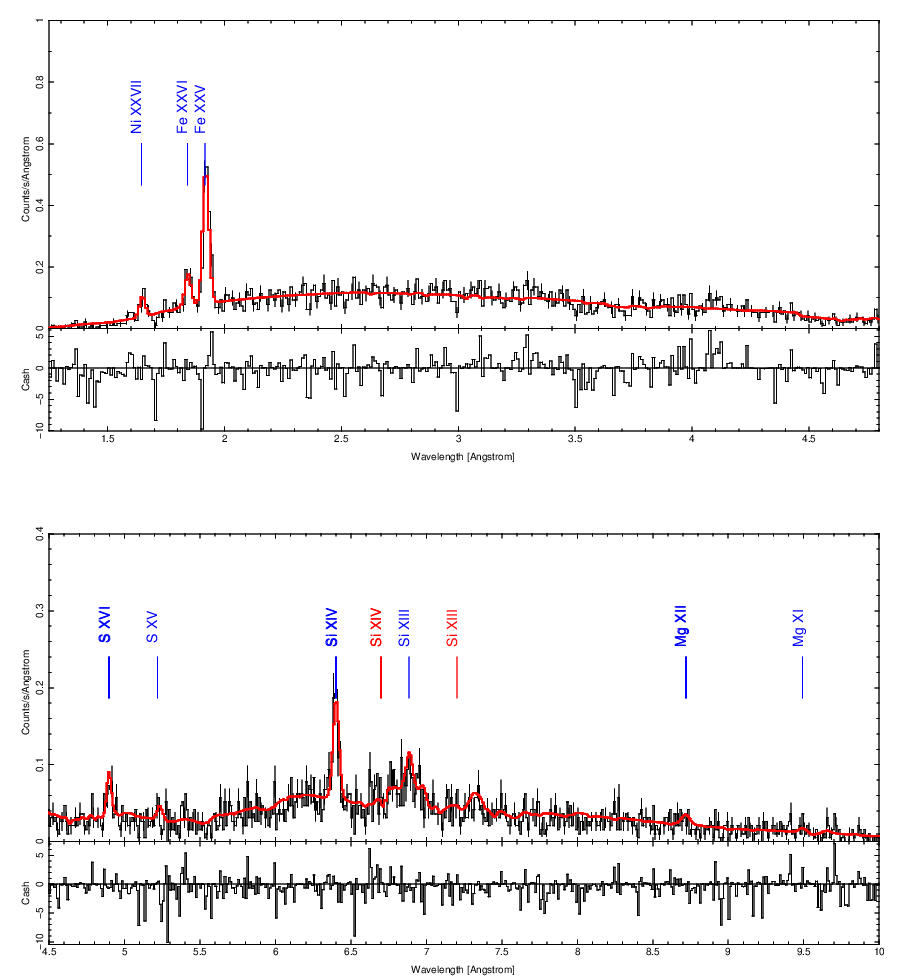 1
0.8
0.6
0.4
0.2
0
Counts/s/Angstrom
Ni XXVII
Fe XXVI
Fe XXV
5
0
−5
−10
Cash
1.5
2
2.5
3
3.5
4
4.5
Wavelength [Angstrom]
0.4
0.3
0.2
0.1
0
Counts/s/Angstrom
S XVI
S XV
Si XIV
Si XIV
Si XIII
Si XIII
Mg XII
Mg XI
5
0
−5
−10
Cash
4.5
5
5.5
6
6.5
7
7.5
8
8.5
9
9.5
10
Wavelength [Angstrom]